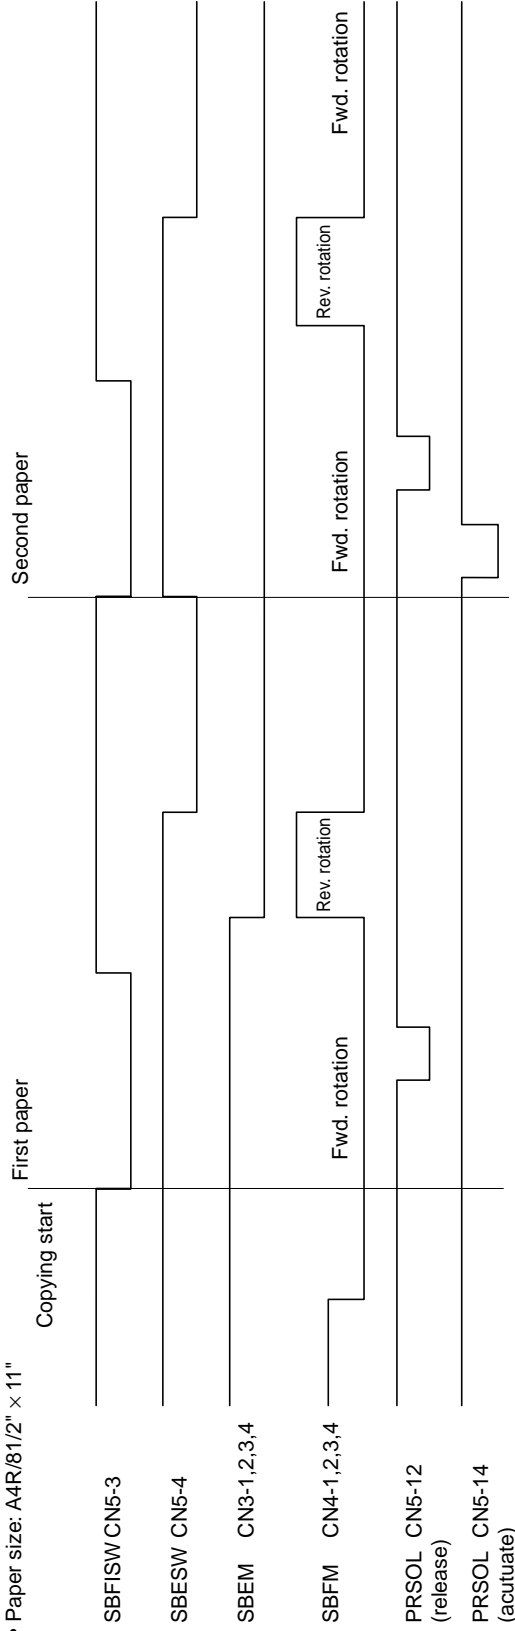 Paper size: A4R/81/2" × 11"
Copying start
First paper
Second paper
SBFISW CN5-3
SBESW CN5-4
SBEM CN3-1,2,3,4
SBFM CN4-1,2,3,4
Fwd. rotation
Rev. rotation
Fwd. rotation
Rev. rotation
Fwd. rotation
PRSOL CN5-12
(release)
PRSOL CN5-14
(acutuate)